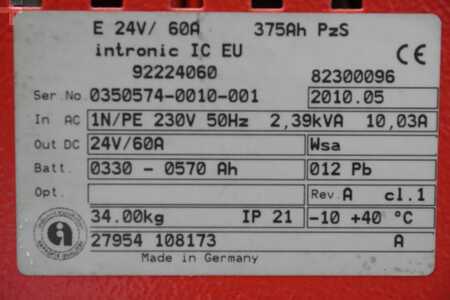 E 24V/ 60A 375Ah PzS
intronic IC EU
92224060 82300096
Ser.No. 0350574-0010-001 2010.05
In AC 1N/PE 230V 50Hz 2,39kVA 10,03A
Out DC 24V/60A Wsa
Batt. 0330 - 0570 Ah 012 Pb
Opt. Rev. A cl.1
34.00kg IP 21 -10 +40 °C
27954 108173 A
Made in Germany